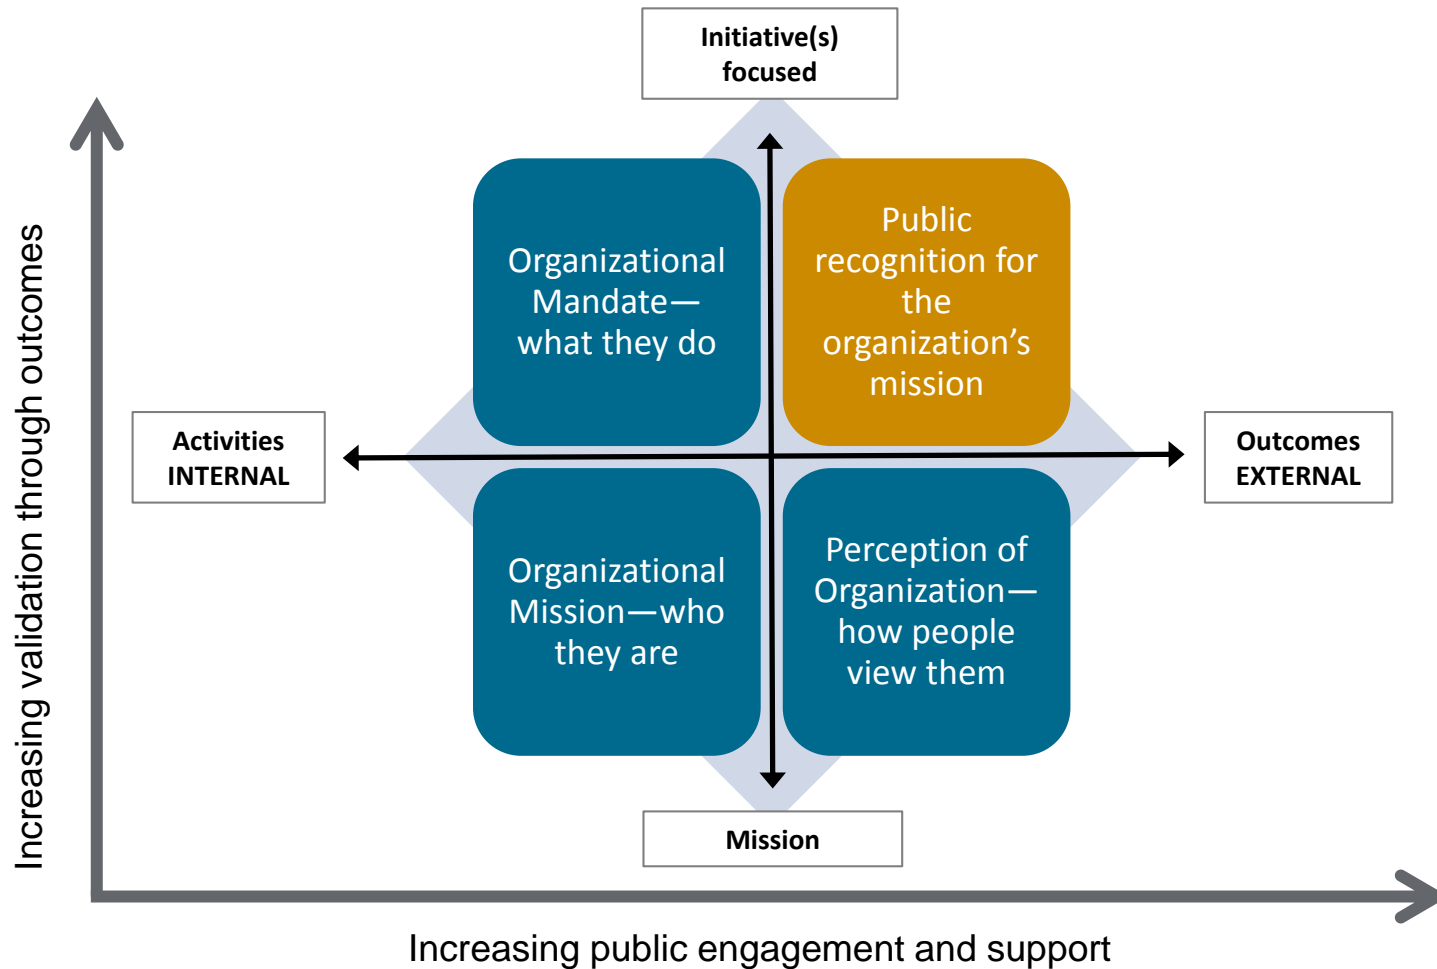 Initiative(s)
focused
Increasing validation through outcomes
Organizational
Mandate—
what they do
Public
recognition for
the
organization’s
mission
Activities
INTERNAL
Outcomes
EXTERNAL
Organizational
Mission—who
they are
Perception of
Organization—
how people
view them
Mission
Increasing public engagement and support